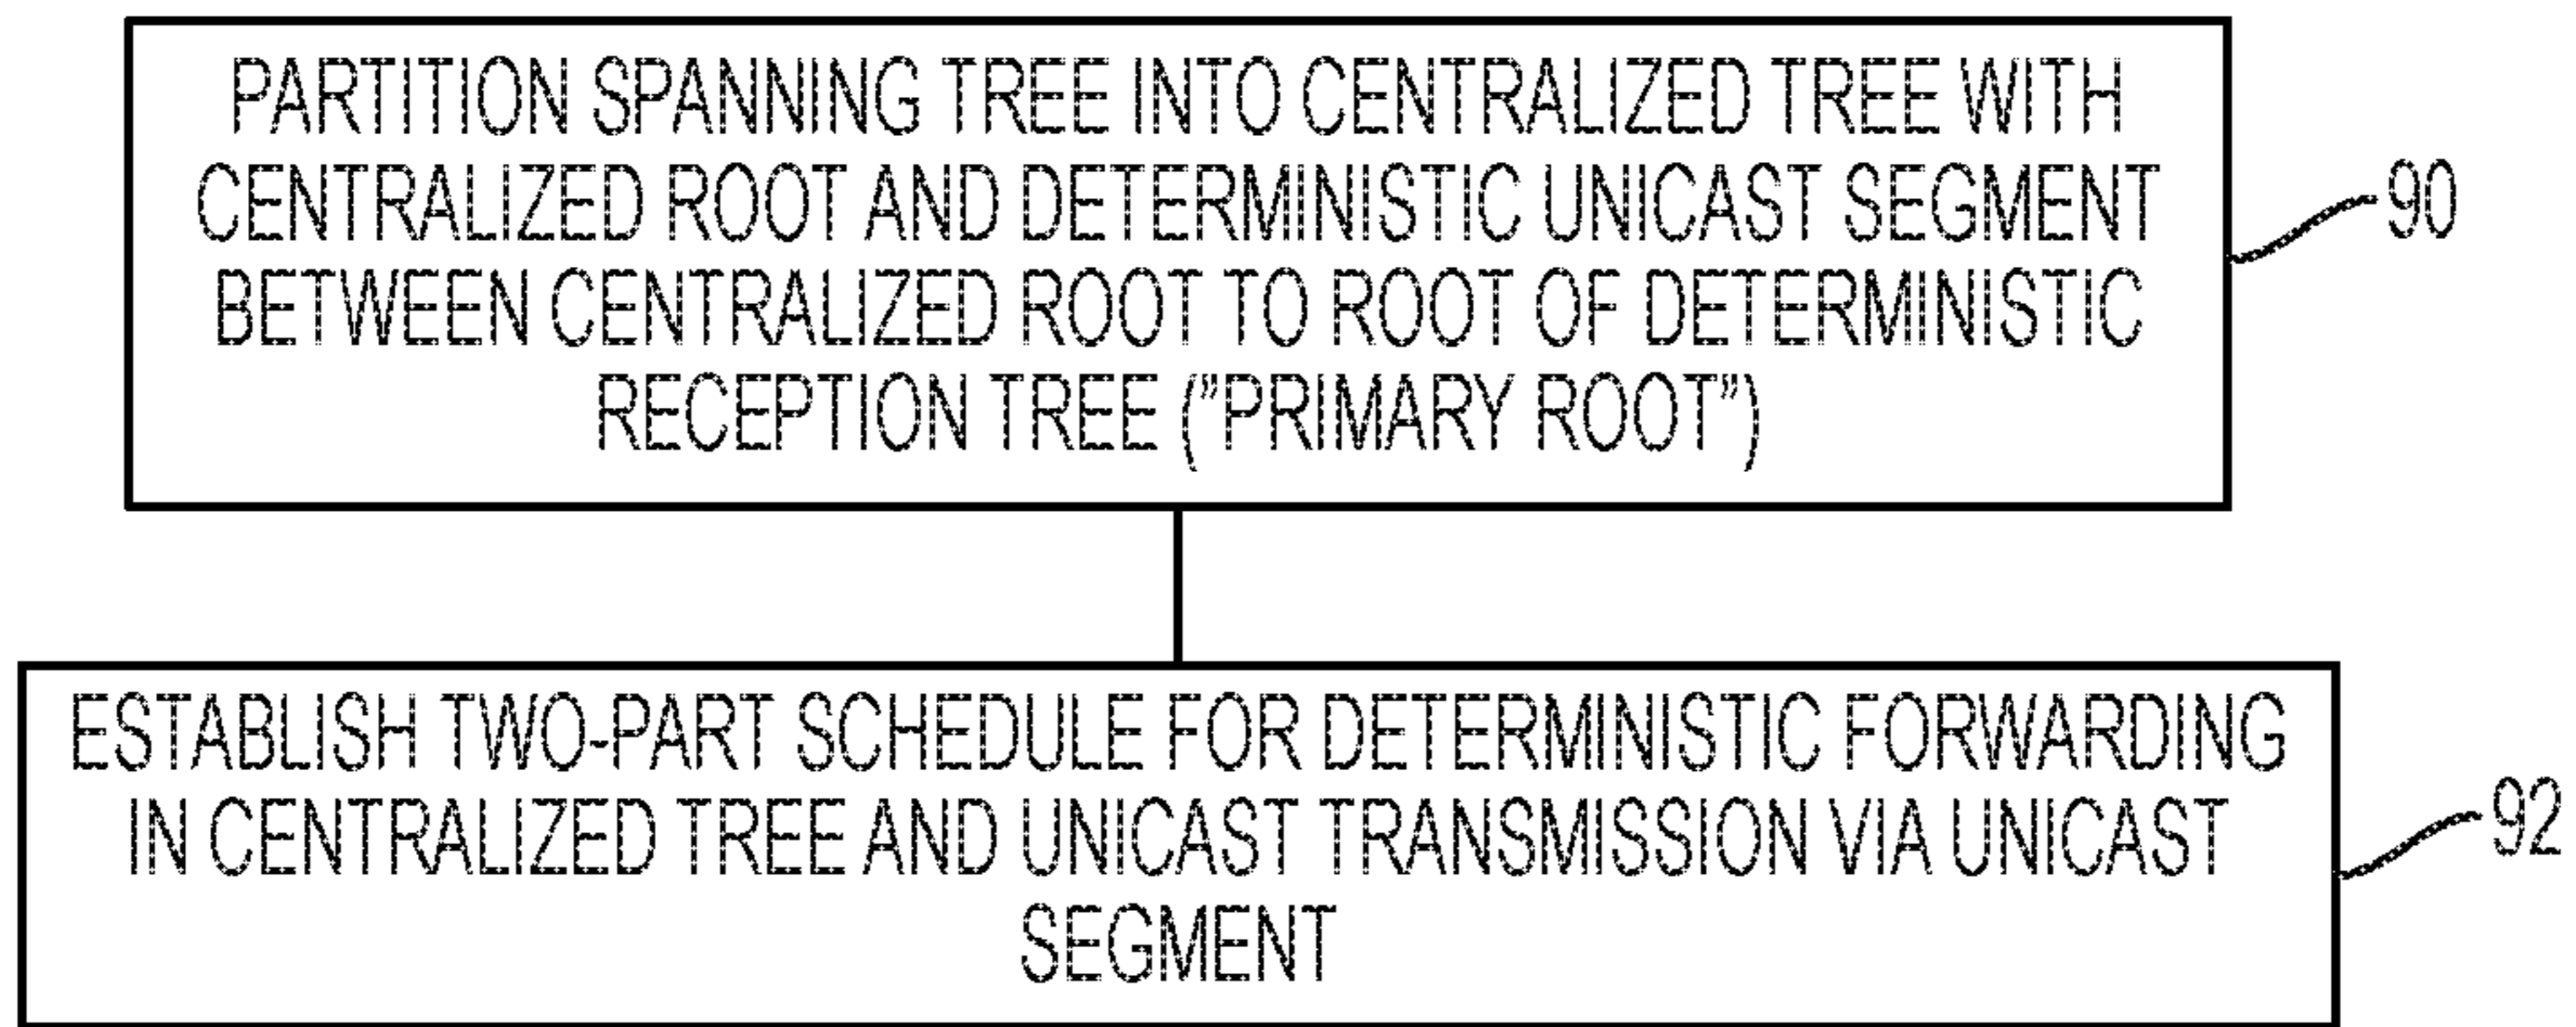 PARTITION SPANNING TREE INTO CENTRALIZED TREE WITH
CENTRALIZED ROOT AND DETERMINISTIC UNICAST SEGMENT
BETWEEN CENTRALIZED ROOT TO ROOT OF DETERMINISTIC
RECEPTION TREE ("PRIMARY ROOT")
90
ESTABLISH TWO-PART SCHEDULE FOR DETERMINISTIC FORWARDING
IN CENTRALIZED TREE AND UNICAST TRANSMISSION VIA UNICAST
SEGMENT
92